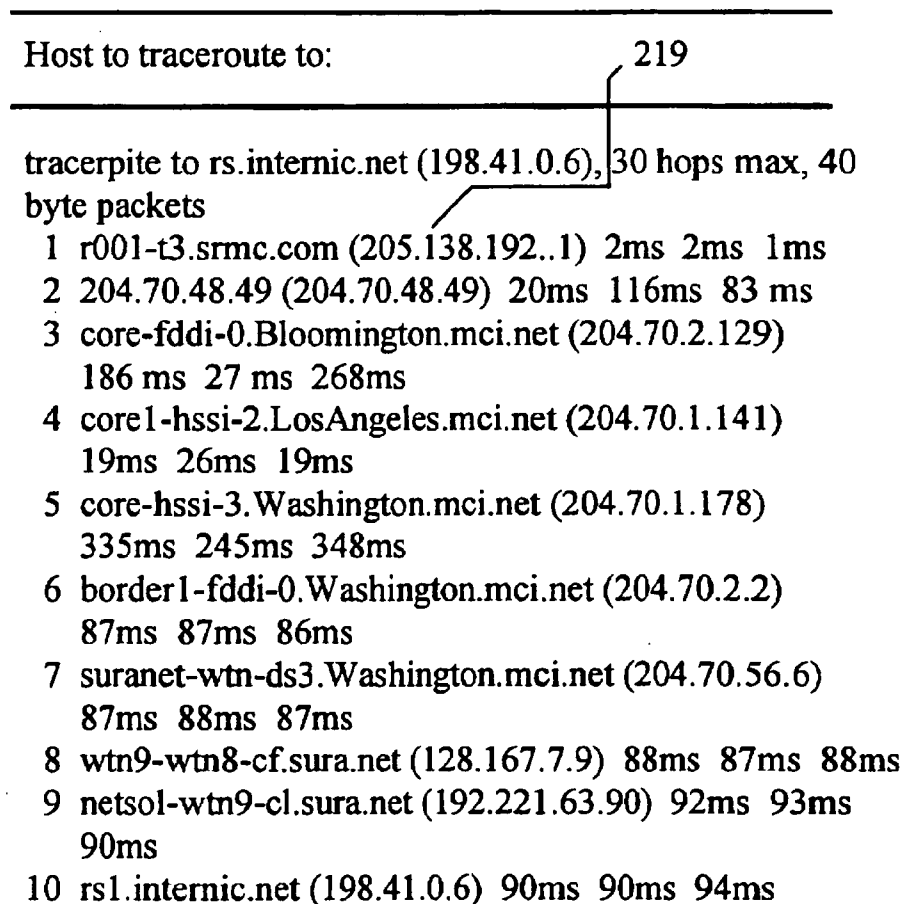 Host to traceroute to: 219
tracerpite to rs.internic.net (198.41.0.6), 30 hops max, 40
byte packets
1 r001-t3.srmc.com (205.138.192..1) 2ms 2ms 1ms
2 204.70.48.49 (204.70.48.49) 20ms 116ms 83 ms
3 core-fddi-0.Bloomington.mci.net (204.70.2.129)
186 ms 27 ms 268ms
4 core1-hssi-2.LosAngeles.mci.net (204.70.1.141)
19ms 26ms 19ms
5 core-hssi-3.Washington.mci.net (204.70.1.178)
335ms 245ms 348ms
6 border1-fddi-0.Washington.mci.net (204.70.2.2)
87ms 87ms 86ms
7 suranet-wtn-ds3.Washington.mci.net (204.70.56.6)
87ms 88ms 87ms
8 wtn9-wtn8-cf.sura.net (128.167.7.9) 88ms 87ms 88ms
9 netsol-wtn9-cl.sura.net (192.221.63.90) 92ms 93ms
90ms
10 rs1.internic.net (198.41.0.6) 90ms 90ms 94ms